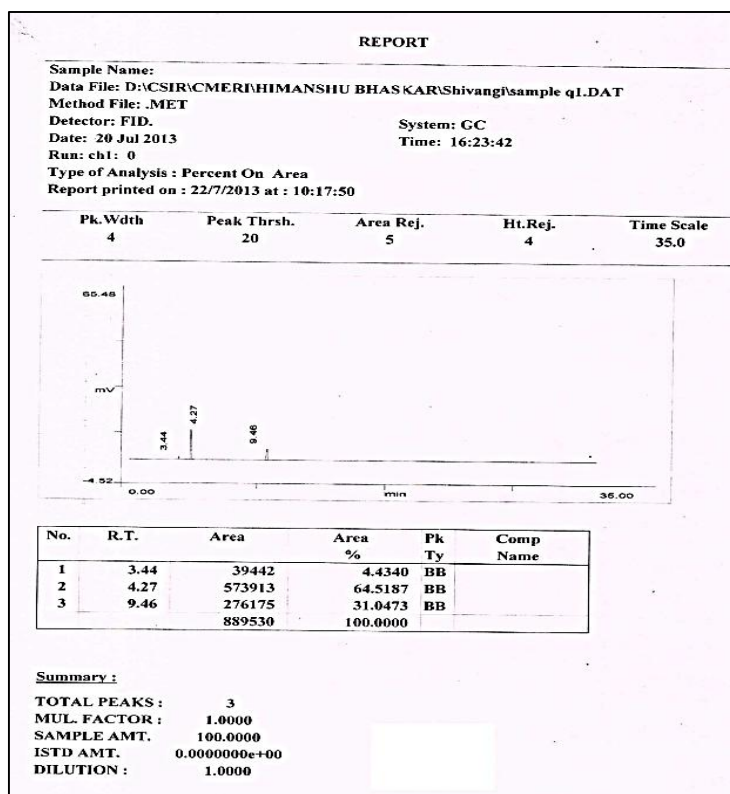 REPORT
Sample Name:
Data File: D:\CSIR\CMERI\HIMANSHU BHASKAR\Shivangi\sample q1.DAT
Method File: .MET
Detector: FID. System: GC
Date: 20 Jul 2013 Time: 16:23:42
Run: ch1: 0
Type of Analysis : Percent On Area
Report printed on : 22/7/2013 at : 10:17:50
Pk.Wdth Peak Thrsh. Area Rej. Ht.Rej. Time Scale
4 20 5 4 35.0
65.48
mV
3.44 4.27 9.46
-4.52
0.00 min 35.00
No. R.T. Area Area Pk Comp
% Ty Name
1 3.44 39442 4.4340 BB
2 4.27 573913 64.5187 BB
3 9.46 276175 31.0473 BB
889530 100.0000
Summary :
TOTAL PEAKS : 3
MUL. FACTOR : 1.0000
SAMPLE AMT. 100.0000
ISTD AMT. 0.0000000e+00
DILUTION : 1.0000